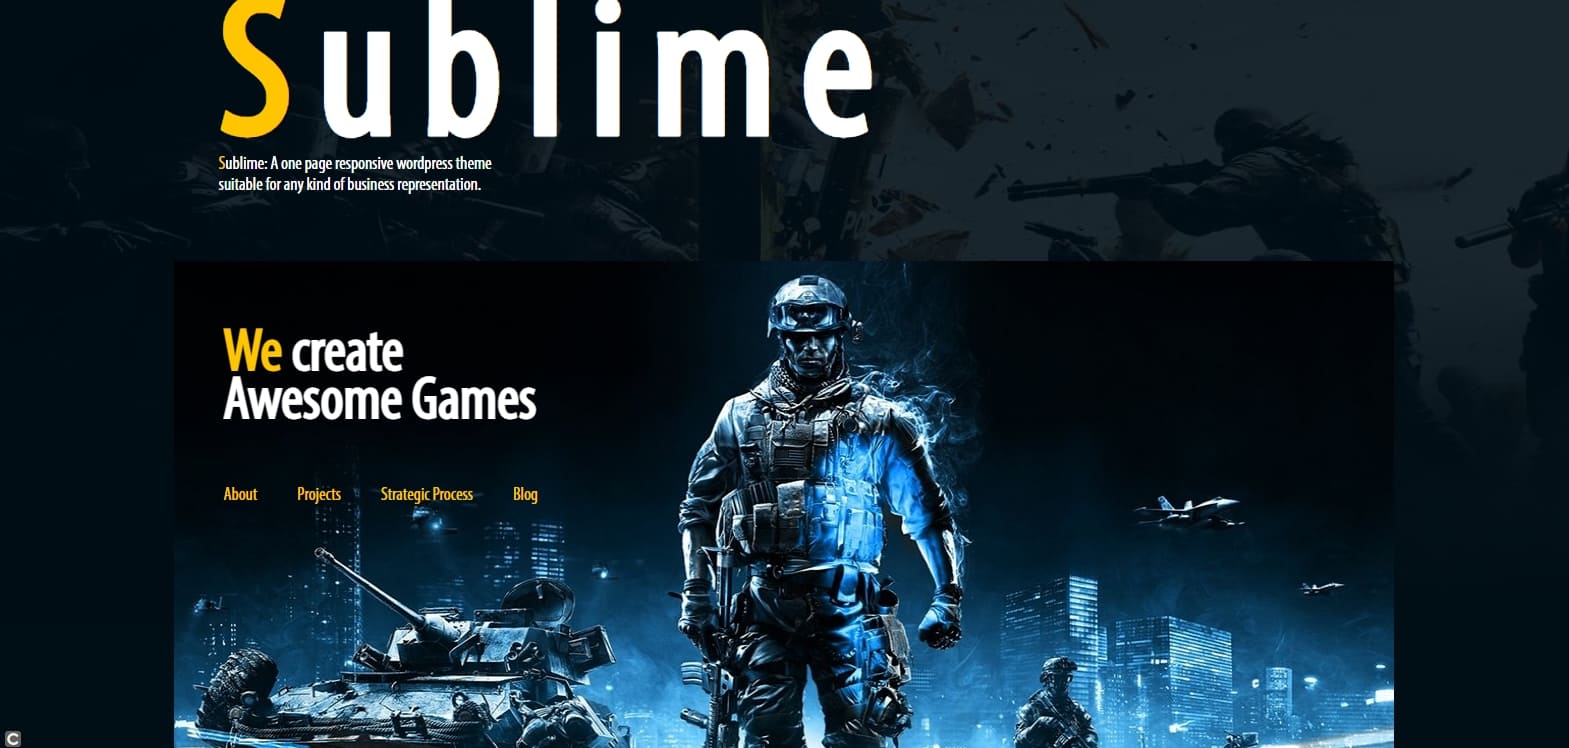 Sublime
Sublime: A one page responsive wordpress theme
suitable for any kind of business representation.
We create
Awesome Games
About Projects Strategic Process Blog
C